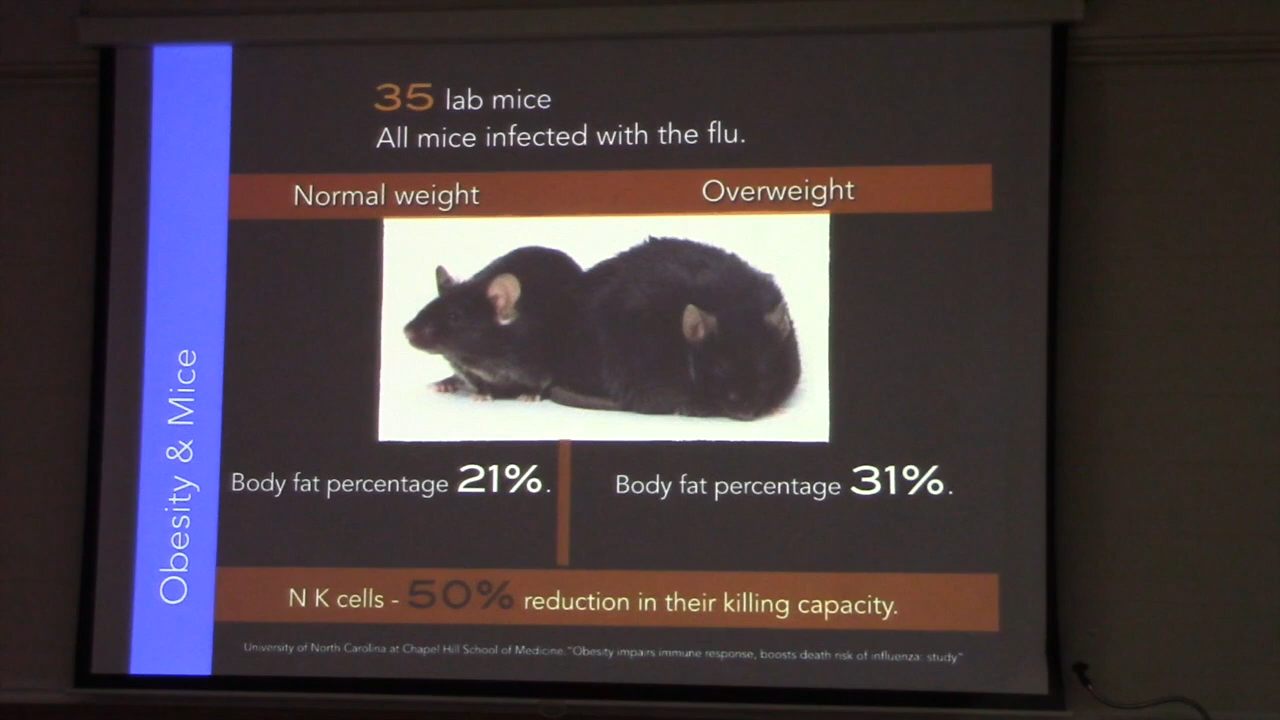 35 lab mice
All mice infected with the flu.
Normal weight Overweight
Obesity & Mice
Body fat percentage 21%. Body fat percentage 31%.
N K cells - 50% reduction in their killing capacity.
University of North Carolina at Chapel Hill School of Medicine."Obesity impairs immune response, boosts death risk of influenza: study"